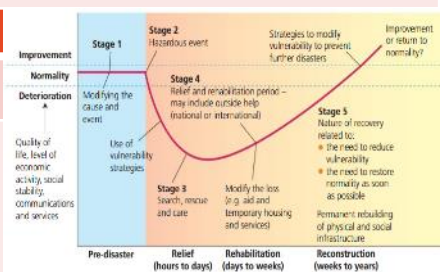 Improvement
Normality
Deterioration
Quality of
life, level of
economic
activity, social
stability,
communications
and services
Stage 1
Modifying the
cause and
event
Stage 2
Hazardous event
Use of
vulnerability
strategies
Stage 3
Search, rescue
and care
Stage 4
Relief and rehabilitation period –
may include outside help
(national or international)
Modify the loss
(e.g. aid and
temporary housing
and services)
Strategies to modify
vulnerability to prevent
further disasters
Improvement
or return to
normality?
Stage 5
Nature of recovery
related to:
● the need to reduce
vulnerability
● the need to restore
normality as soon
as possible
Permanent rebuilding
of physical and social
infrastructure
Pre-disaster
Relief
(hours to days)
Rehabilitation
(days to weeks)
Reconstruction
(weeks to years)